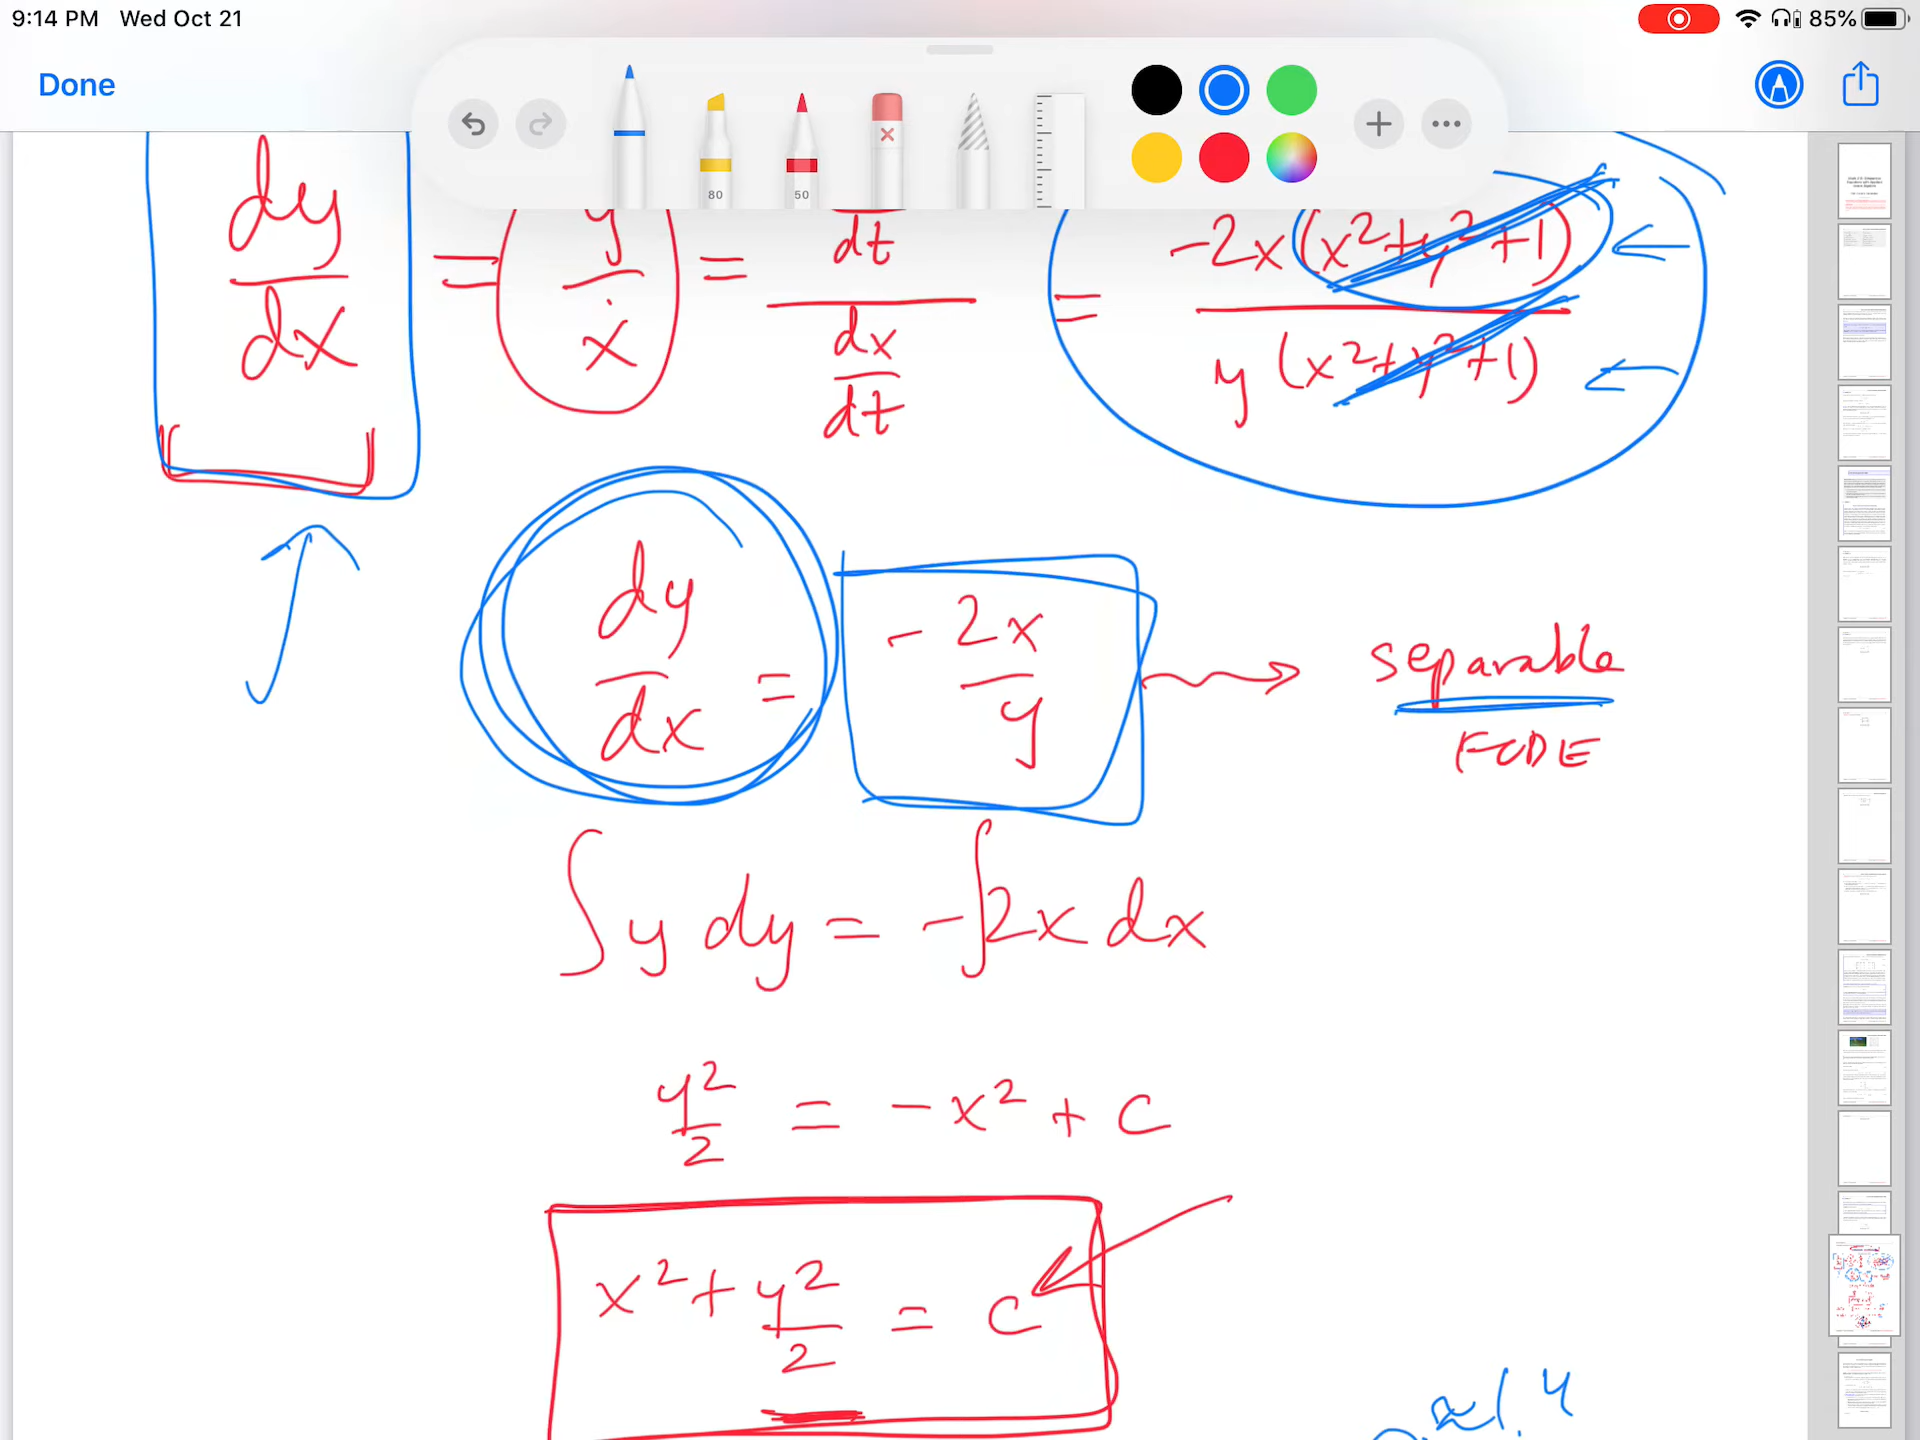 9:14 PM Wed Oct 21 85%
Done
80 50
dy/dx = ẏ/ẋ = dt / (dx/dt) = -2x(x²+y²+1) / y(x²+y²+1)
dy/dx = -2x/y
separable
FODE
∫y dy = -∫2x dx
y²/2 = -x² + C
x² + y²/2 = C